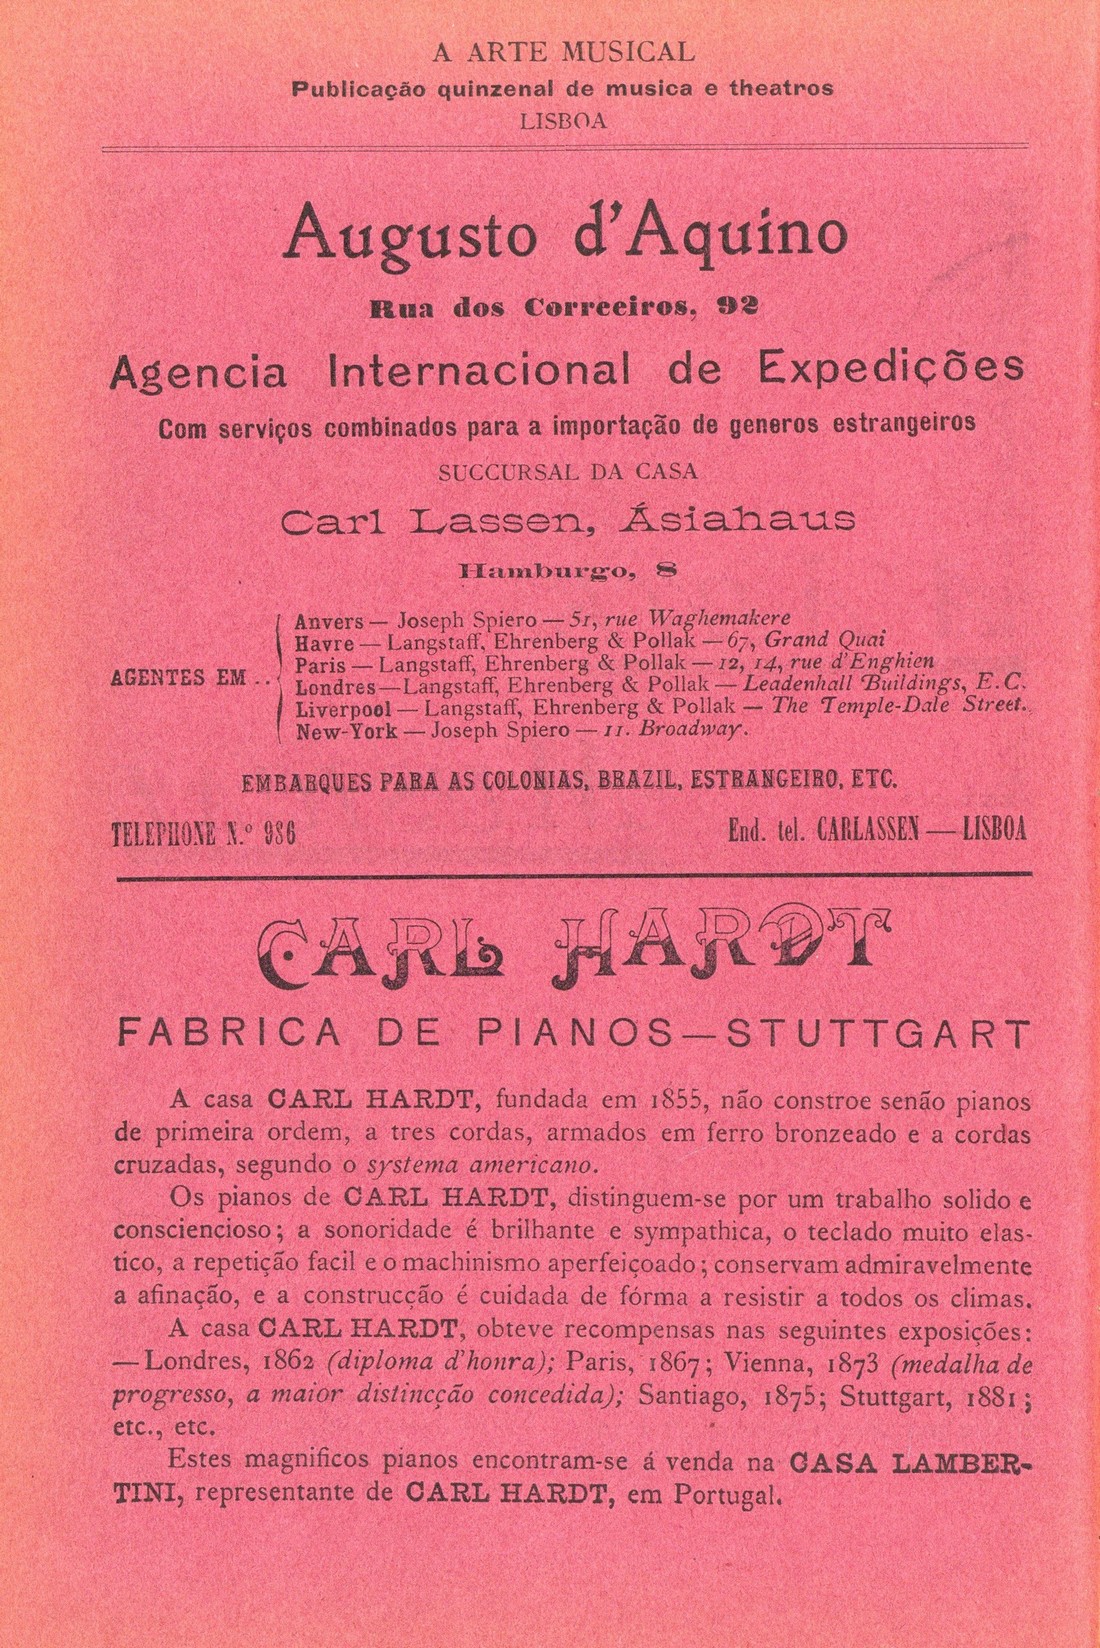 A ARTE MUSICAL
Publicação quinzenal de musica e theatros
LISBOA
Augusto d'Aquino
Rua dos Correeiros, 92
Agencia Internacional de Expedições
Com serviços combinados para a importação de generos estrangeiros
SUCCURSAL DA CASA
Carl Lassen, Ásiahaus
Hamburgo, 8
AGENTES EM ..
Anvers — Joseph Spiero — 51, rue Waghemakere
Havre — Langstaff, Ehrenberg & Pollak — 67, Grand Quai
Paris — Langstaff, Ehrenberg & Pollak — 12, 14, rue d'Enghien
Londres — Langstaff, Ehrenberg & Pollak — Leadenhall Buildings, E. C.
Liverpool — Langstaff, Ehrenberg & Pollak — The Temple-Dale Street.
New-York — Joseph Spiero — 11. Broadway.
EMBARQUES PARA AS COLONIAS, BRAZIL, ESTRANGEIRO, ETC.
TELEPHONE N.º 986 End. tel. CARLASSEN — LISBOA
CARL HARDT
FABRICA DE PIANOS—STUTTGART
A casa CARL HARDT, fundada em 1855, não constroe senão pianos
de primeira ordem, a tres cordas, armados em ferro bronzeado e a cordas
cruzadas, segundo o systema americano.
Os pianos de CARL HARDT, distinguem-se por um trabalho solido e
consciencioso; a sonoridade é brilhante e sympathica, o teclado muito elas-
tico, a repetição facil e o machinismo aperfeiçoado; conservam admiravelmente
a afinação, e a construcção é cuidada de fórma a resistir a todos os climas.
A casa CARL HARDT, obteve recompensas nas seguintes exposições:
— Londres, 1862 (diploma d'honra); Paris, 1867; Vienna, 1873 (medalha de
progresso, a maior distincção concedida); Santiago, 1875; Stuttgart, 1881;
etc., etc.
Estes magnificos pianos encontram-se á venda na CASA LAMBER-
TINI, representante de CARL HARDT, em Portugal.